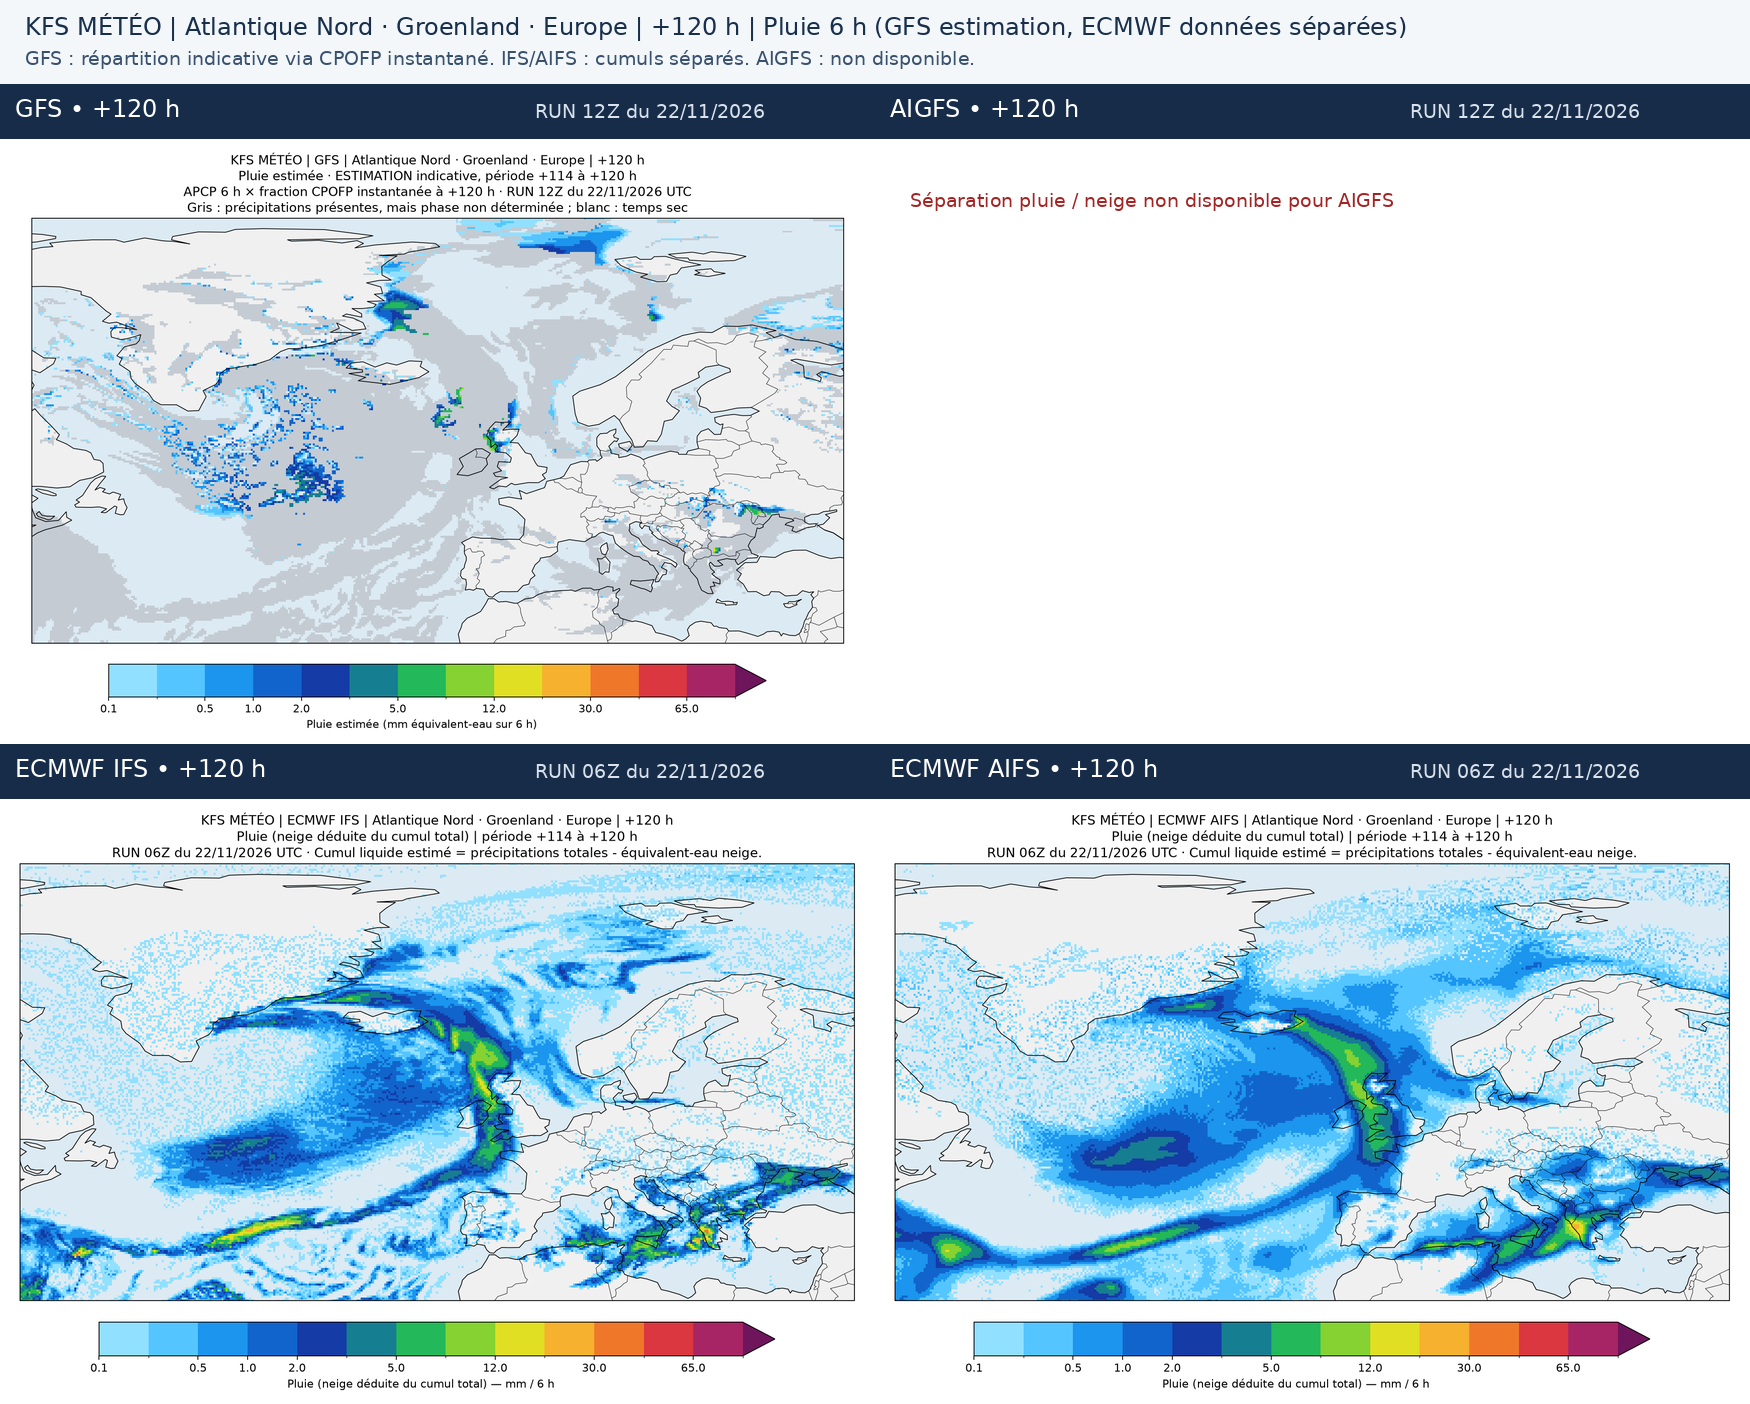 KFS MÉTÉO | Atlantique Nord · Groenland · Europe | +120 h | Pluie 6 h (GFS estimation, ECMWF données séparées)
GFS : répartition indicative via CPOFP instantané. IFS/AIFS : cumuls séparés. AIGFS : non disponible.
GFS • +120 h
RUN 12Z du 22/11/2026
AIGFS • +120 h
RUN 12Z du 22/11/2026
KFS MÉTÉO | GFS | Atlantique Nord · Groenland · Europe | +120 h
Pluie estimée · ESTIMATION indicative, période +114 à +120 h
APCP 6 h × fraction CPOFP instantanée à +120 h · RUN 12Z du 22/11/2026 UTC
Gris : précipitations présentes, mais phase non déterminée ; blanc : temps sec
Séparation pluie / neige non disponible pour AIGFS
0.1 0.5 1.0 2.0 5.0 12.0 30.0 65.0
Pluie estimée (mm équivalent-eau sur 6 h)
ECMWF IFS • +120 h
RUN 06Z du 22/11/2026
ECMWF AIFS • +120 h
RUN 06Z du 22/11/2026
KFS MÉTÉO | ECMWF IFS | Atlantique Nord · Groenland · Europe | +120 h
Pluie (neige déduite du cumul total) | période +114 à +120 h
RUN 06Z du 22/11/2026 UTC · Cumul liquide estimé = précipitations totales - équivalent-eau neige.
0.1 0.5 1.0 2.0 5.0 12.0 30.0 65.0
Pluie (neige déduite du cumul total) — mm / 6 h
KFS MÉTÉO | ECMWF AIFS | Atlantique Nord · Groenland · Europe | +120 h
Pluie (neige déduite du cumul total) | période +114 à +120 h
RUN 06Z du 22/11/2026 UTC · Cumul liquide estimé = précipitations totales - équivalent-eau neige.
0.1 0.5 1.0 2.0 5.0 12.0 30.0 65.0
Pluie (neige déduite du cumul total) — mm / 6 h